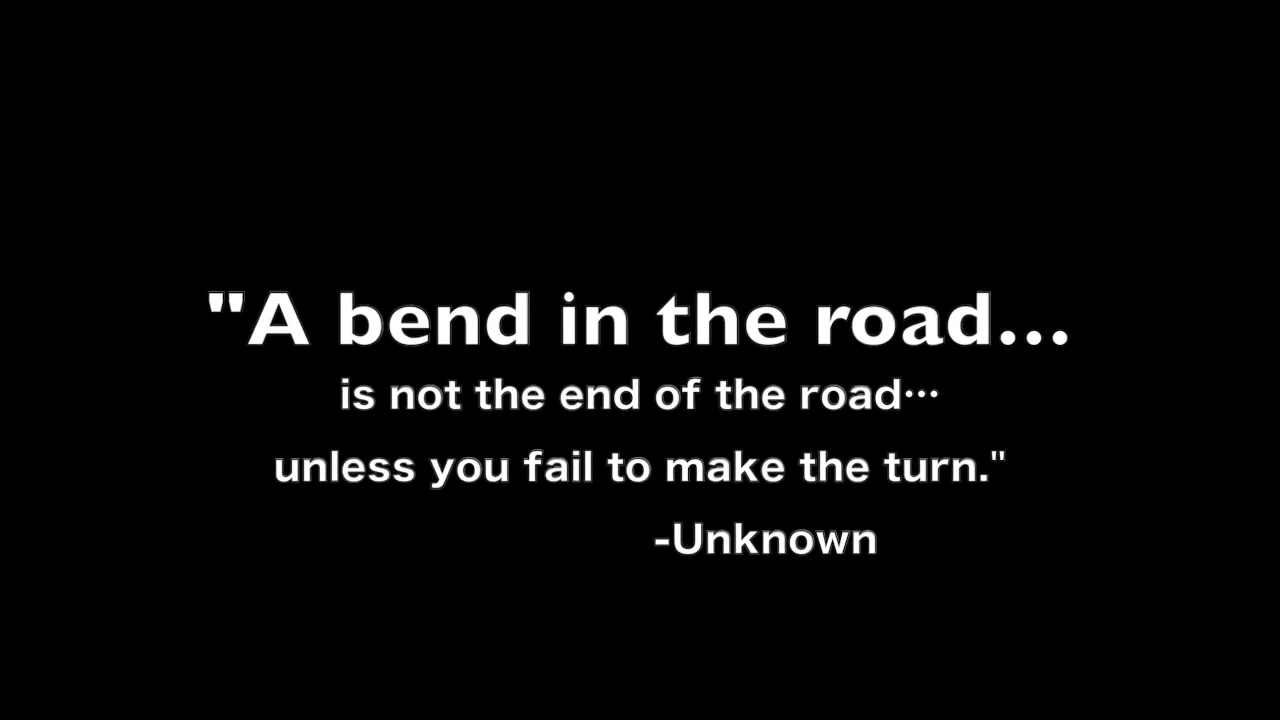 "A bend in the road...
is not the end of the road…
unless you fail to make the turn."
-Unknown